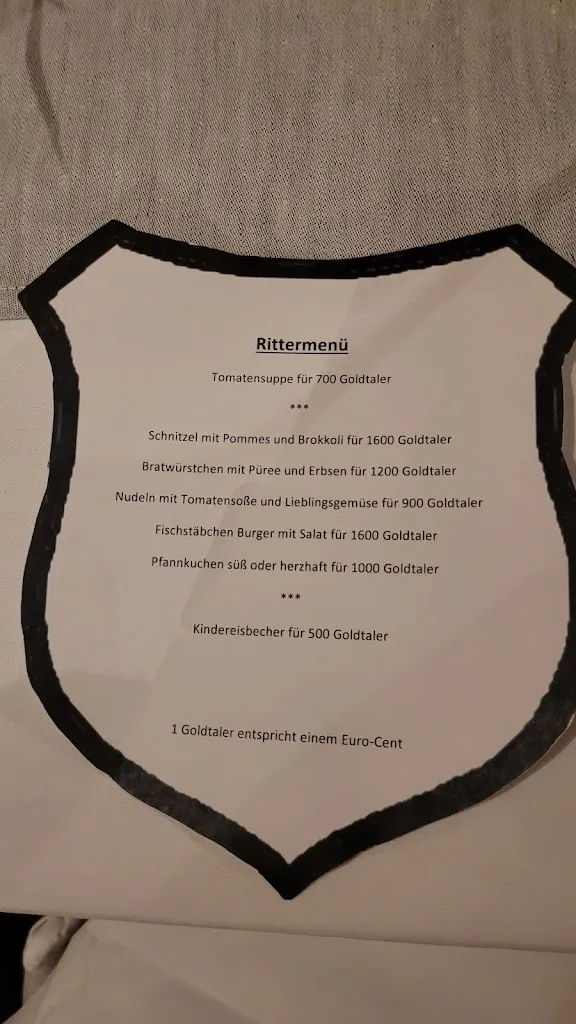 Rittermenü
Tomatensuppe für 700 Goldtaler
***
Schnitzel mit Pommes und Brokkoli für 1600 Goldtaler
Bratwürstchen mit Püree und Erbsen für 1200 Goldtaler
Nudeln mit Tomatensoße und Lieblingsgemüse für 900 Goldtaler
Fischstäbchen Burger mit Salat für 1600 Goldtaler
Pfannkuchen süß oder herzhaft für 1000 Goldtaler
***
Kindereisbecher für 500 Goldtaler
1 Goldtaler entspricht einem Euro-Cent